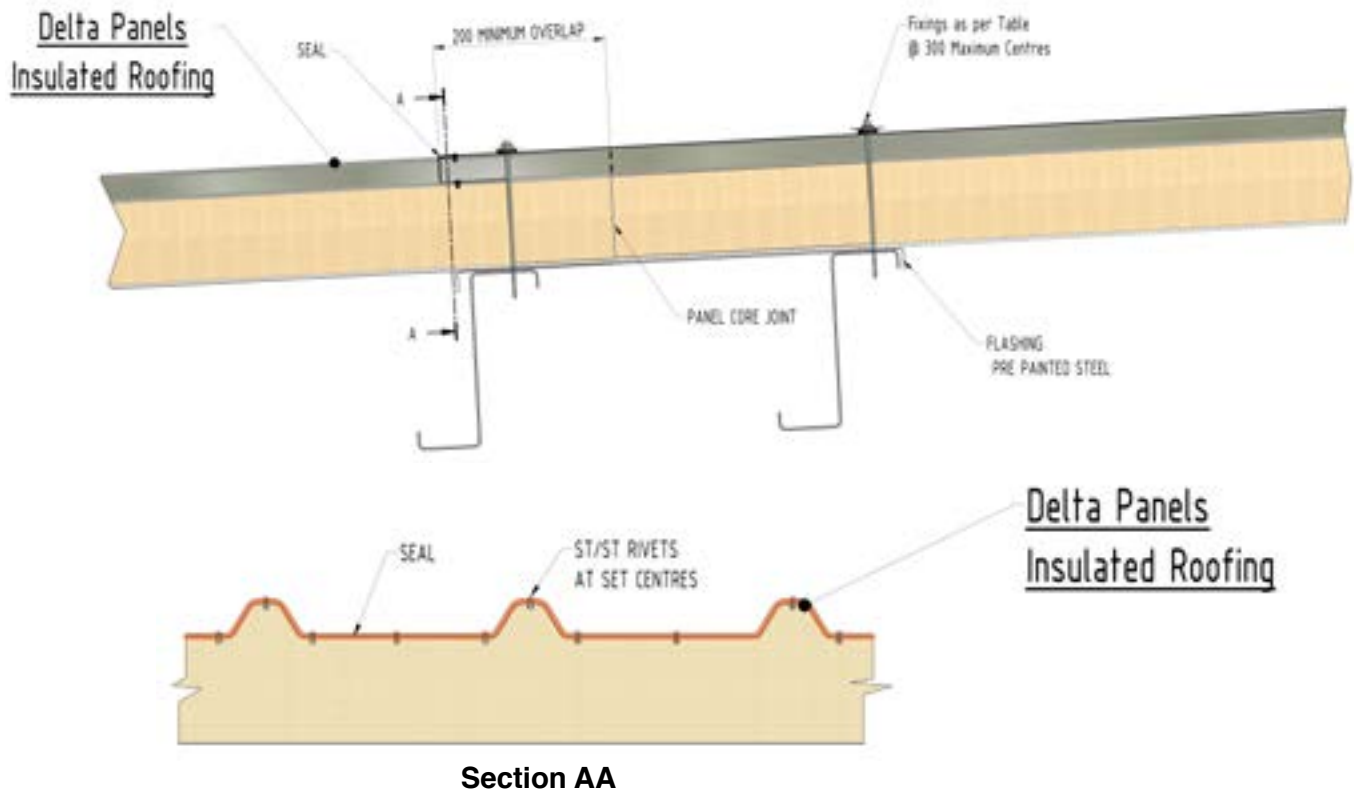 Delta Panels
Insulated Roofing
SEAL
200 MINIMUM OVERLAP
Fixings as per Table
@ 300 Maximum Centres
A
A
PANEL CORE JOINT
FLASHING
PRE PAINTED STEEL
Delta Panels
Insulated Roofing
SEAL
ST/ST RIVETS
AT SET CENTRES
Section AA